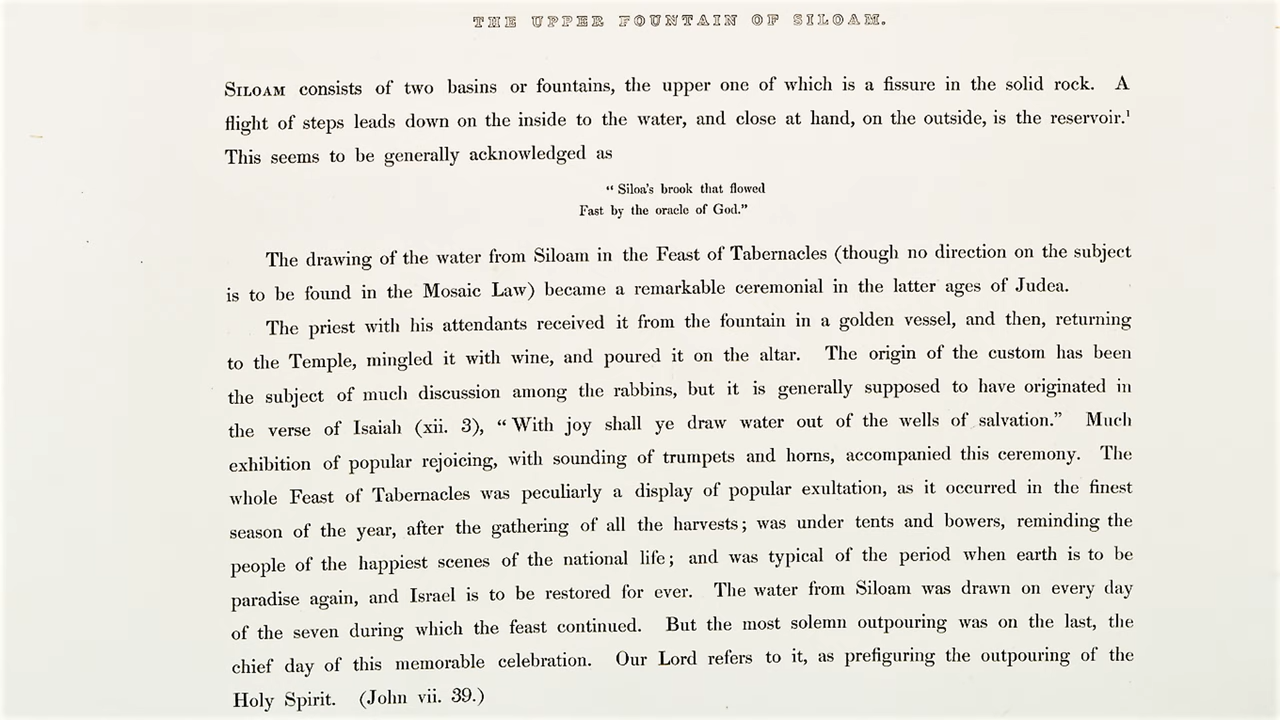 THE UPPER FOUNTAIN OF SILOAM.
SILOAM consists of two basins or fountains, the upper one of which is a fissure in the solid rock. A
flight of steps leads down on the inside to the water, and close at hand, on the outside, is the reservoir.¹
This seems to be generally acknowledged as
“ Siloa's brook that flowed
Fast by the oracle of God.”
The drawing of the water from Siloam in the Feast of Tabernacles (though no direction on the subject
is to be found in the Mosaic Law) became a remarkable ceremonial in the latter ages of Judea.
The priest with his attendants received it from the fountain in a golden vessel, and then, returning
to the Temple, mingled it with wine, and poured it on the altar. The origin of the custom has been
the subject of much discussion among the rabbins, but it is generally supposed to have originated in
the verse of Isaiah (xii. 3), “ With joy shall ye draw water out of the wells of salvation.” Much
exhibition of popular rejoicing, with sounding of trumpets and horns, accompanied this ceremony. The
whole Feast of Tabernacles was peculiarly a display of popular exultation, as it occurred in the finest
season of the year, after the gathering of all the harvests; was under tents and bowers, reminding the
people of the happiest scenes of the national life; and was typical of the period when earth is to be
paradise again, and Israel is to be restored for ever. The water from Siloam was drawn on every day
of the seven during which the feast continued. But the most solemn outpouring was on the last, the
chief day of this memorable celebration. Our Lord refers to it, as prefiguring the outpouring of the
Holy Spirit. (John vii. 39.)